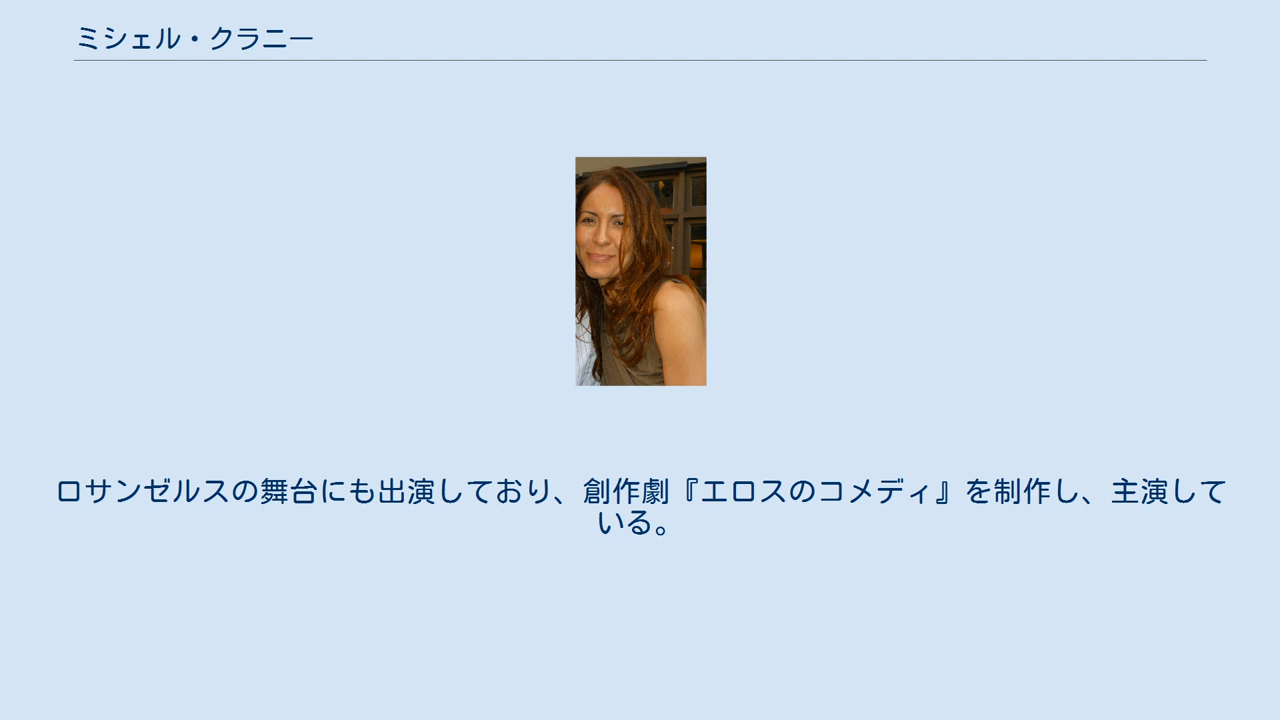 ミシェル・クラニー
ロサンゼルスの舞台にも出演しており、創作劇『エロスのコメディ』を制作し、主演して
いる。